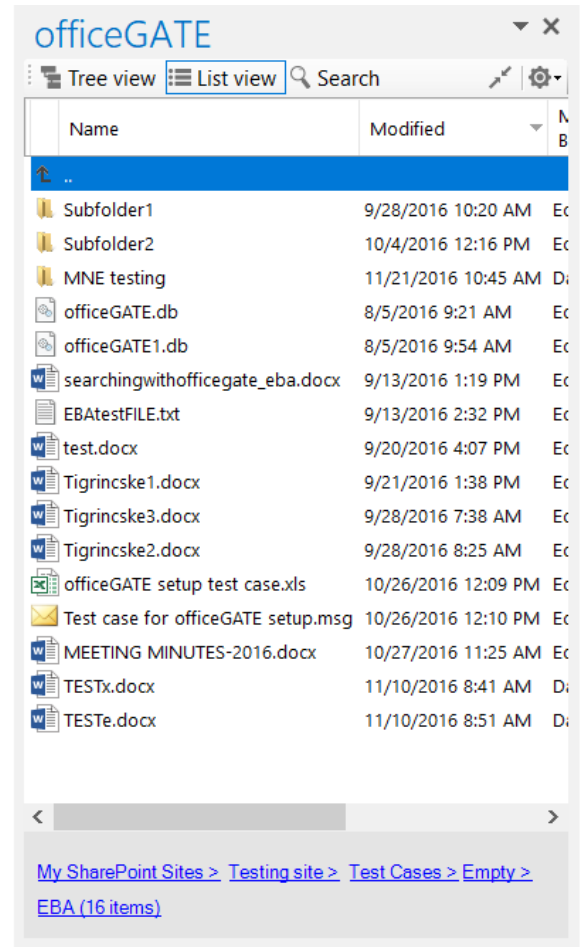 officeGATE
Tree view List view Search
Name Modified
..
Subfolder1 9/28/2016 10:20 AM
Subfolder2 10/4/2016 12:16 PM
MNE testing 11/21/2016 10:45 AM
officeGATE.db 8/5/2016 9:21 AM
officeGATE1.db 8/5/2016 9:54 AM
searchingwithofficegate_eba.docx 9/13/2016 1:19 PM
EBAtestFILE.txt 9/13/2016 2:32 PM
test.docx 9/20/2016 4:07 PM
Tigrincske1.docx 9/21/2016 1:38 PM
Tigrincske3.docx 9/28/2016 7:38 AM
Tigrincske2.docx 9/28/2016 8:25 AM
officeGATE setup test case.xls 10/26/2016 12:09 PM
Test case for officeGATE setup.msg 10/26/2016 12:10 PM
MEETING MINUTES-2016.docx 10/27/2016 11:25 AM
TESTx.docx 11/10/2016 8:41 AM
TESTe.docx 11/10/2016 8:51 AM
My SharePoint Sites > Testing site > Test Cases > Empty >
EBA (16 items)